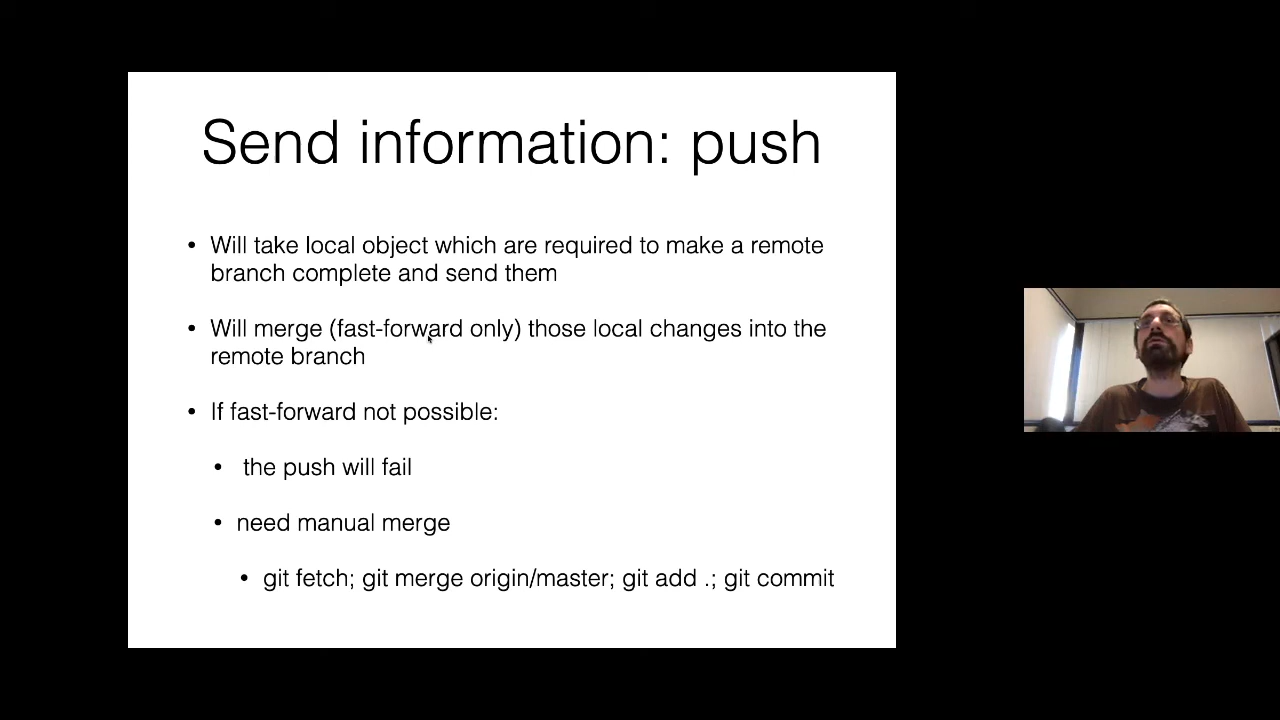 Send information: push
• Will take local object which are required to make a remote
branch complete and send them
• Will merge (fast-forward only) those local changes into the
remote branch
• If fast-forward not possible:
• the push will fail
• need manual merge
• git fetch; git merge origin/master; git add .; git commit